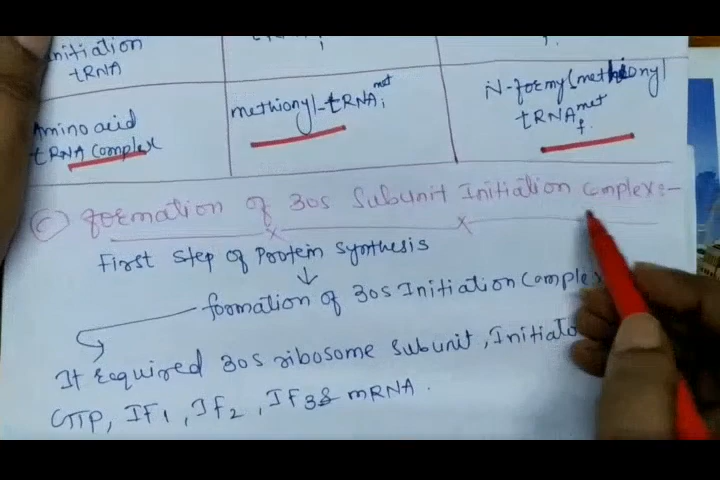 initiation
tRNA
Amino acid
tRNA Complex
methionyl-tRNA i met
N-formyl methionyl
tRNA met f.
C) formation of 30s Subunit Initiation Complex:-
First step of Protein synthesis
↓
formation of 30s Initiation Complex
It required 30s ribosome subunit, Initiato
GTP, IF1, If2, IF3 & mRNA.